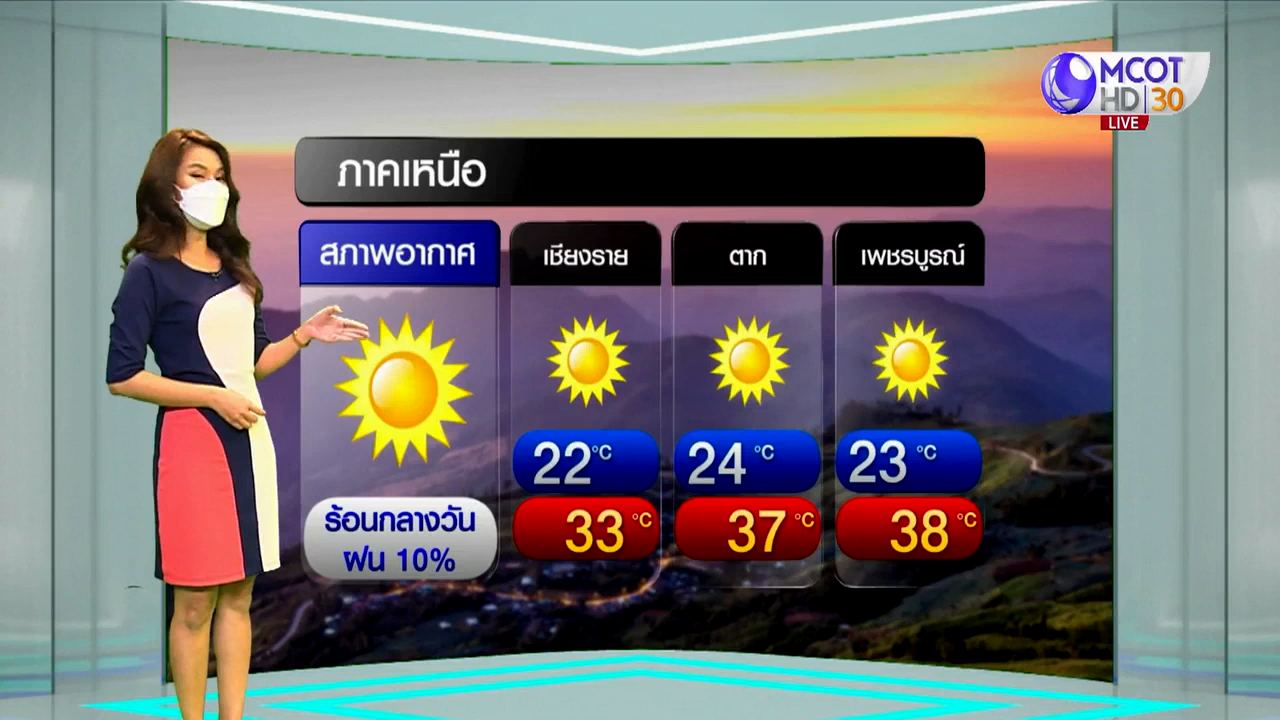 MCOT
HD 30
LIVE
ภาคเหนือ
สภาพอากาศ
เชียงราย
ตาก
เพชรบูรณ์
22°C
24°C
23°C
33°C
37°C
38°C
ร้อนกลางวัน
ฝน 10%